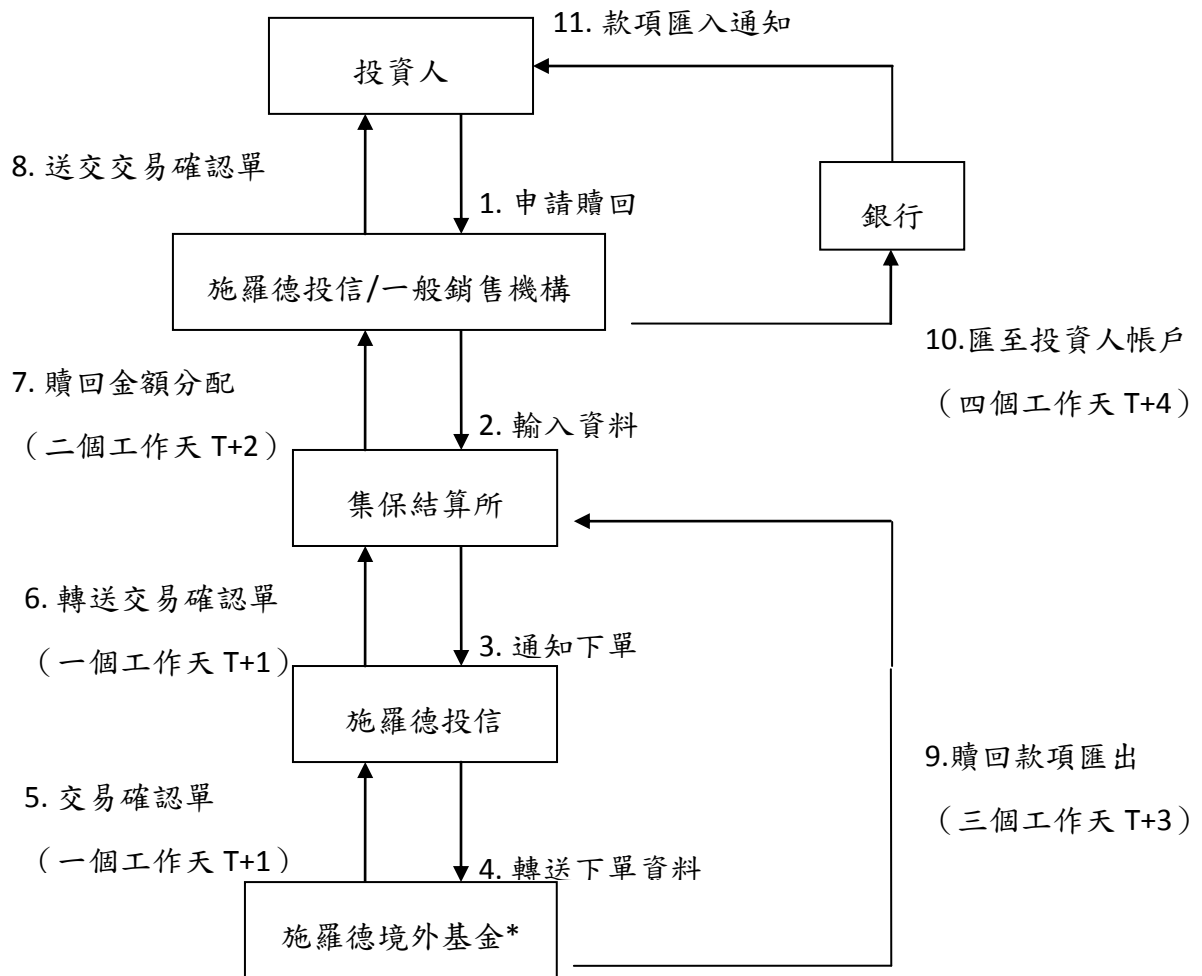 11. 款項匯入通知
投資人
8. 送交交易確認單
1. 申請贖回
銀行
施羅德投信/一般銷售機構
10.匯至投資人帳戶
（四個工作天 T+4）
7. 贖回金額分配
（二個工作天 T+2）
2. 輸入資料
集保結算所
6. 轉送交易確認單
（一個工作天 T+1）
3. 通知下單
施羅德投信
9.贖回款項匯出
（三個工作天 T+3）
5. 交易確認單
（一個工作天 T+1）
4. 轉送下單資料
施羅德境外基金*